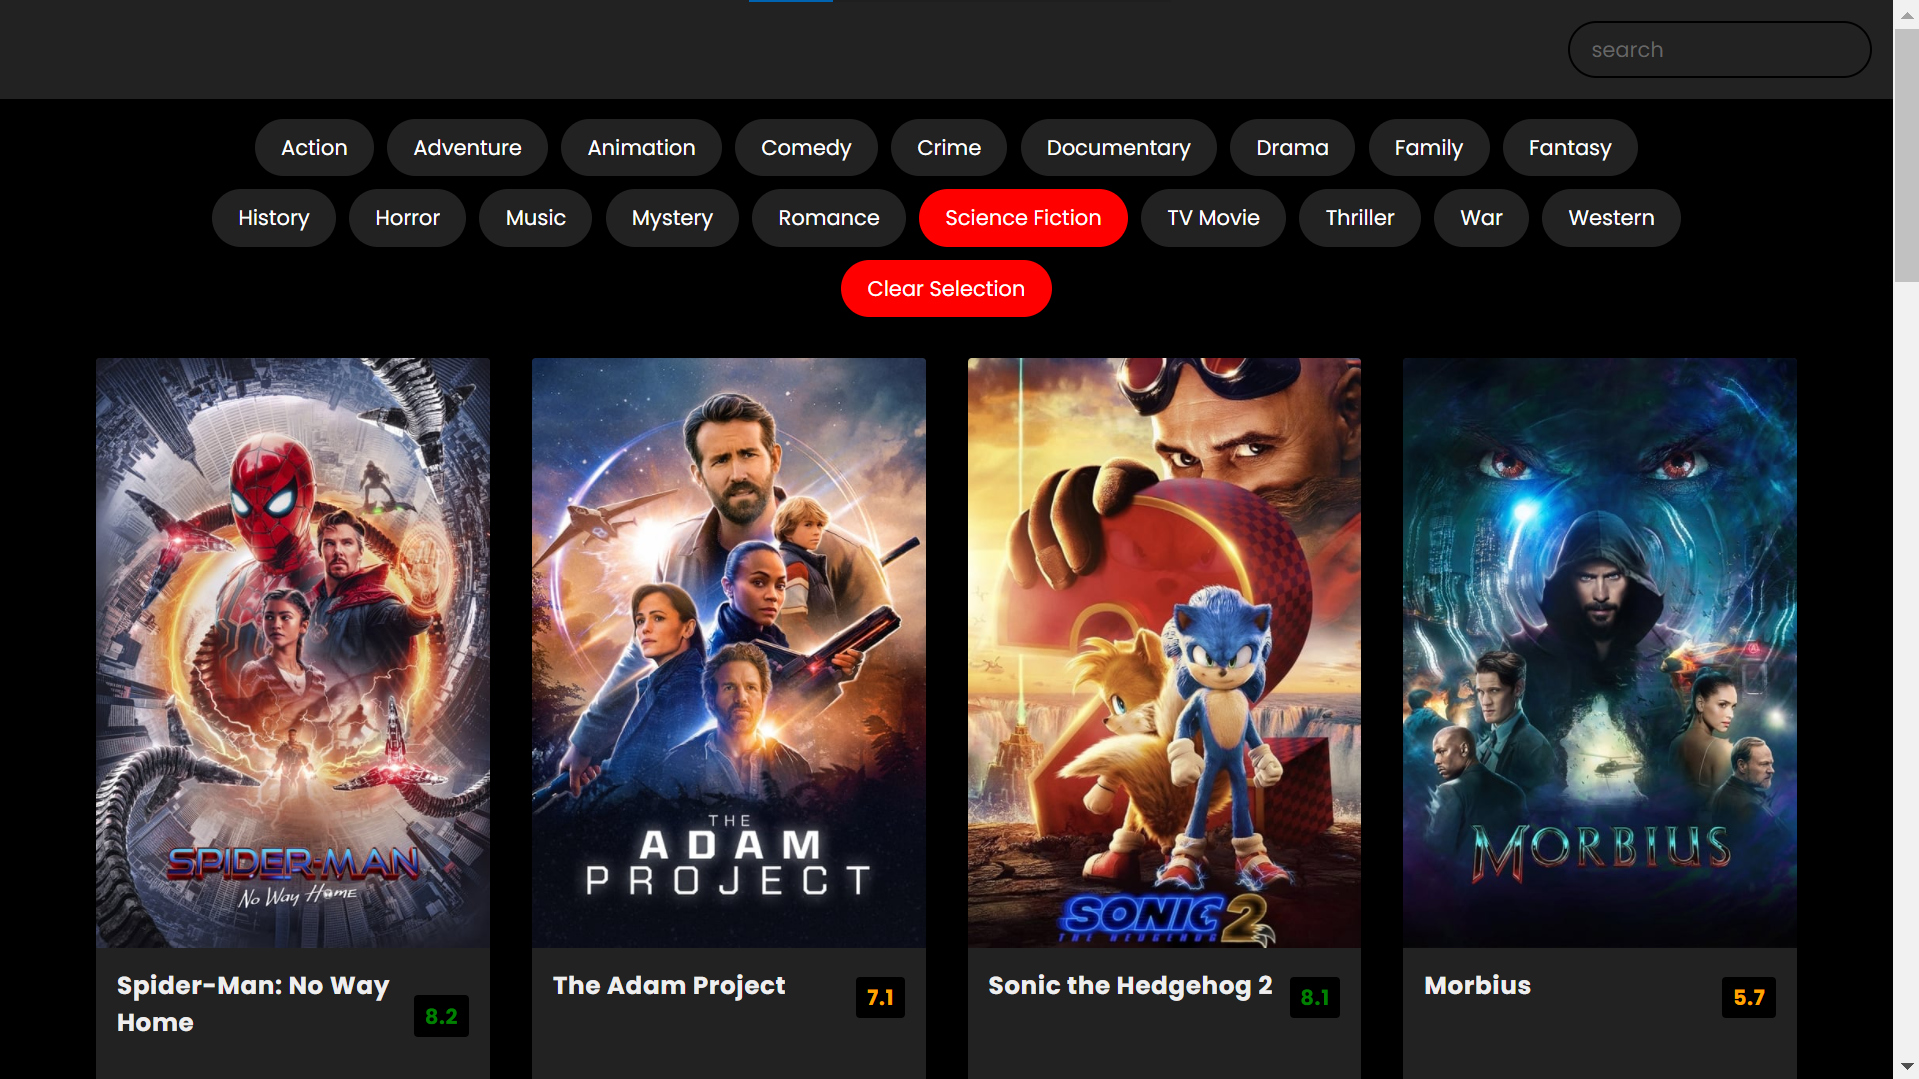 search
Action Adventure Animation Comedy Crime Documentary Drama Family Fantasy
History Horror Music Mystery Romance Science Fiction TV Movie Thriller War Western
Clear Selection
SPIDER-MAN
NO WAY HOME
THE
ADAM
PROJECT
SONIC 2
THE HEDGEHOG
MORBIUS
Spider-Man: No Way
Home
8.2
The Adam Project
7.1
Sonic the Hedgehog 2
8.1
Morbius
5.7